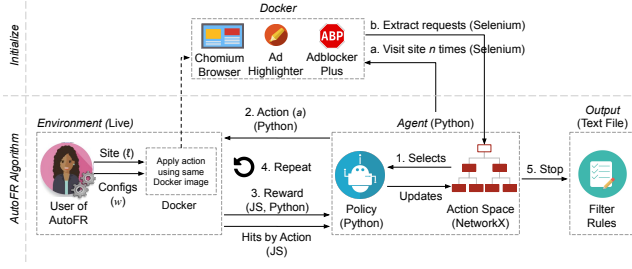 Initialize
Docker
ABP
Chomium
Browser
Ad
Highlighter
Adblocker
Plus
b. Extract requests (Selenium)
a. Visit site n times (Selenium)
AutoFR Algorithm
Environment (Live)
2. Action (a)
(Python)
Agent (Python)
Output
(Text File)
Site (ℓ)
Configs
(w)
User of
AutoFR
Apply action
using same
Docker image
Docker
4. Repeat
3. Reward
(JS, Python)
Hits by Action
(JS)
1. Selects
Updates
Policy
(Python)
Action Space
(NetworkX)
5. Stop
Filter
Rules